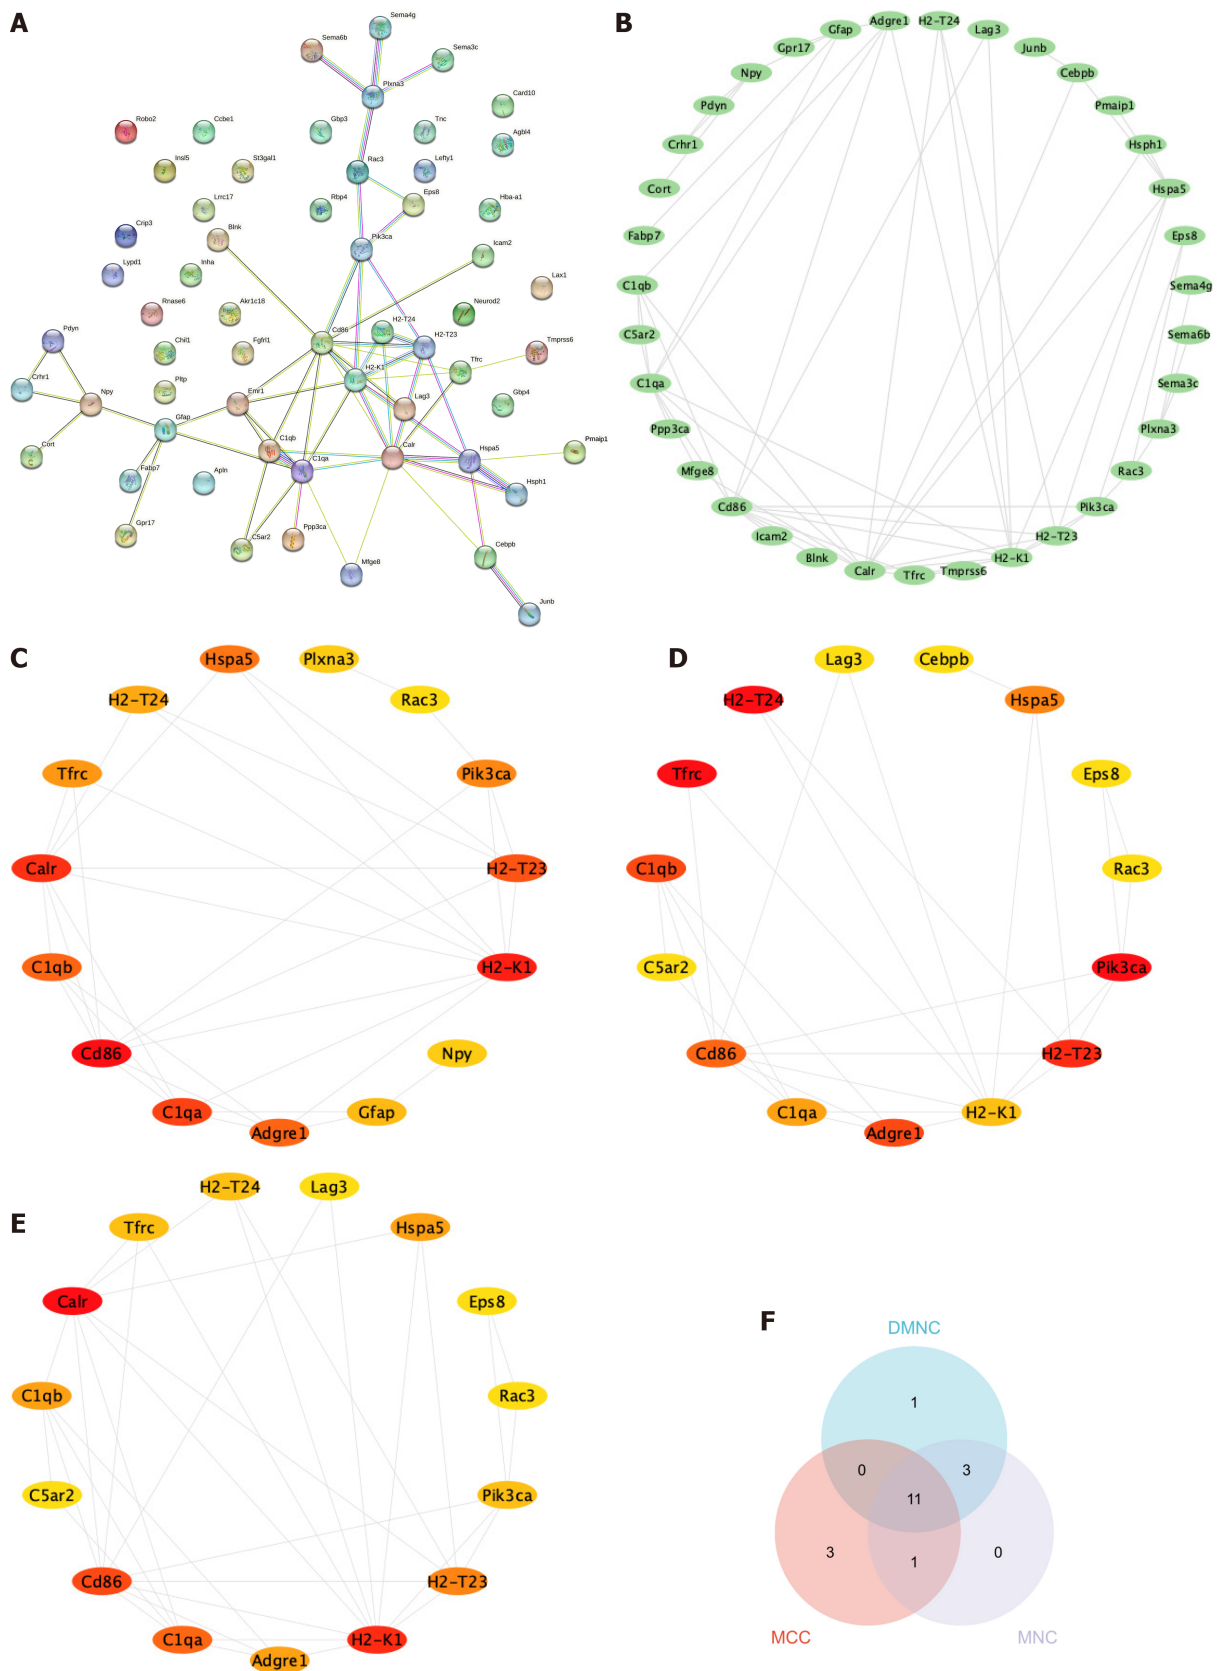 A
Sema4g
Sema6b
Sema3c
Plxna3
Card10
Robo2
Ccbe1
Gbp3
Tnc
Agbl4
Insl5
St3gal1
Rac3
Lefty1
Eps8
Lrrc17
Rbp4
Hba-a1
Crip3
Blnk
Pik3ca
Icam2
Lypd1
Inha
Lax1
Rnase6
Akr1c18
Neurod2
H2-T24
Cd86
H2-T23
Pdyn
Chil1
Fgfrl1
Tmprss6
Tfrc
H2-K1
Crhr1
Npy
Pltp
Emr1
Lag3
Gbp4
Gfap
Cort
C1qb
Calr
Hspa5
Pmaip1
Fabp7
Apln
C1qa
Hsph1
Gpr17
C5ar2
Ppp3ca
Cebpb
Mfge8
Junb
B
Adgre1
H2-T24
Gfap
Lag3
Gpr17
Junb
Npy
Cebpb
Pdyn
Pmaip1
Crhr1
Hsph1
Cort
Hspa5
Fabp7
Eps8
C1qb
Sema4g
C5ar2
Sema6b
C1qa
Sema3c
Ppp3ca
Plxna3
Mfge8
Rac3
Cd86
Pik3ca
Icam2
H2-T23
Blnk
H2-K1
Calr
Tfrc
Tmprss6
C
Hspa5
Plxna3
H2-T24
Rac3
Tfrc
Pik3ca
Calr
H2-T23
C1qb
H2-K1
Cd86
Npy
C1qa
Gfap
Adgre1
D
Lag3
Cebpb
H2-T24
Hspa5
Tfrc
Eps8
C1qb
Rac3
C5ar2
Pik3ca
Cd86
H2-T23
C1qa
H2-K1
Adgre1
E
H2-T24
Lag3
Tfrc
Hspa5
Calr
Eps8
C1qb
Rac3
C5ar2
Pik3ca
Cd86
H2-T23
C1qa
H2-K1
Adgre1
F
DMNC
1
0
3
11
3
1
0
MCC
MNC